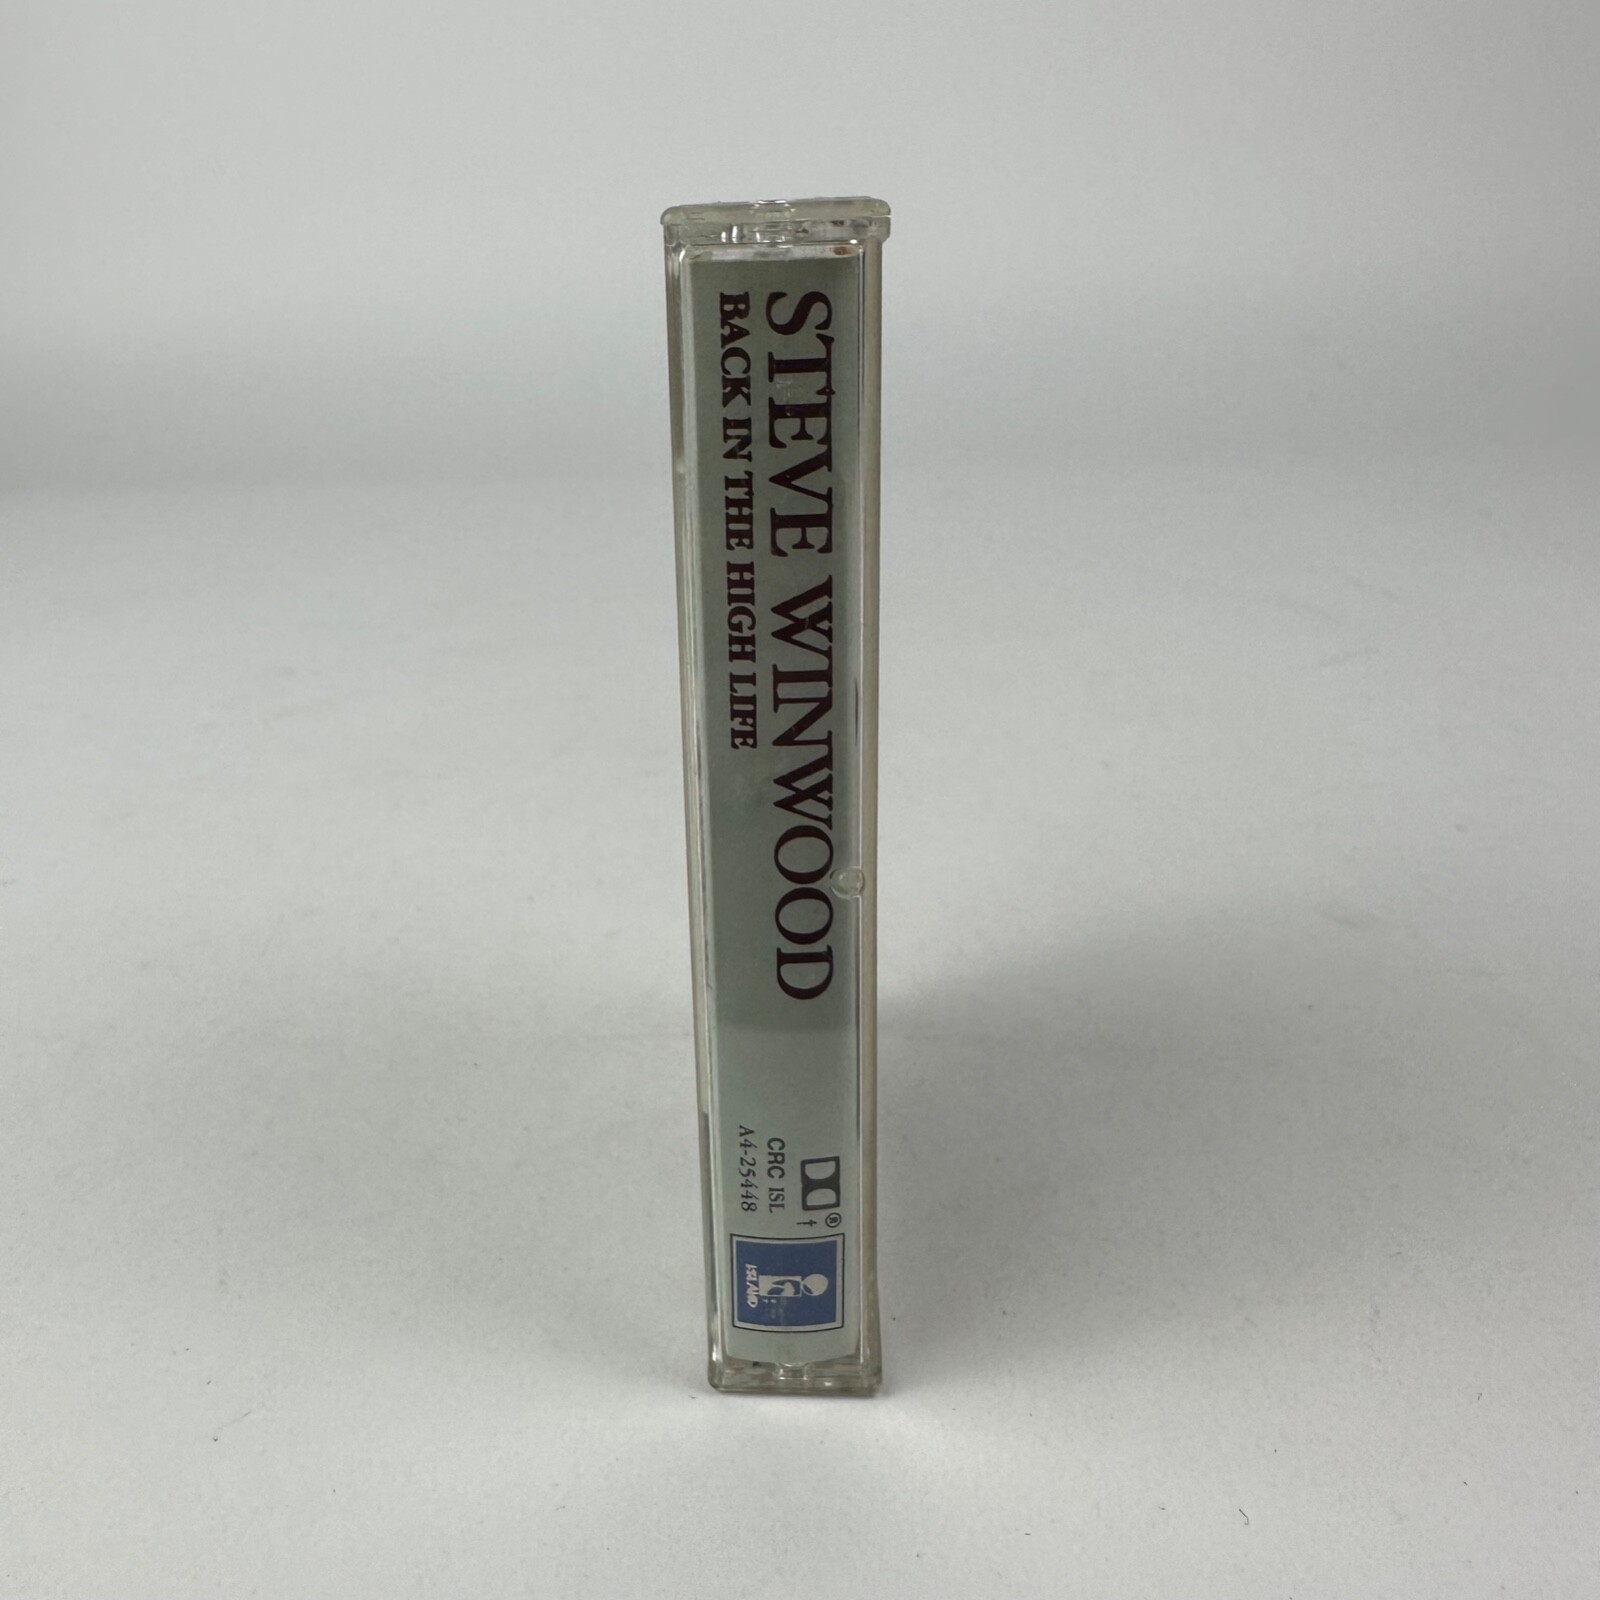 STEVE WINWOOD
BACK IN THE HIGH LIFE
®
CRC ISL
A4-25448
ISLAND